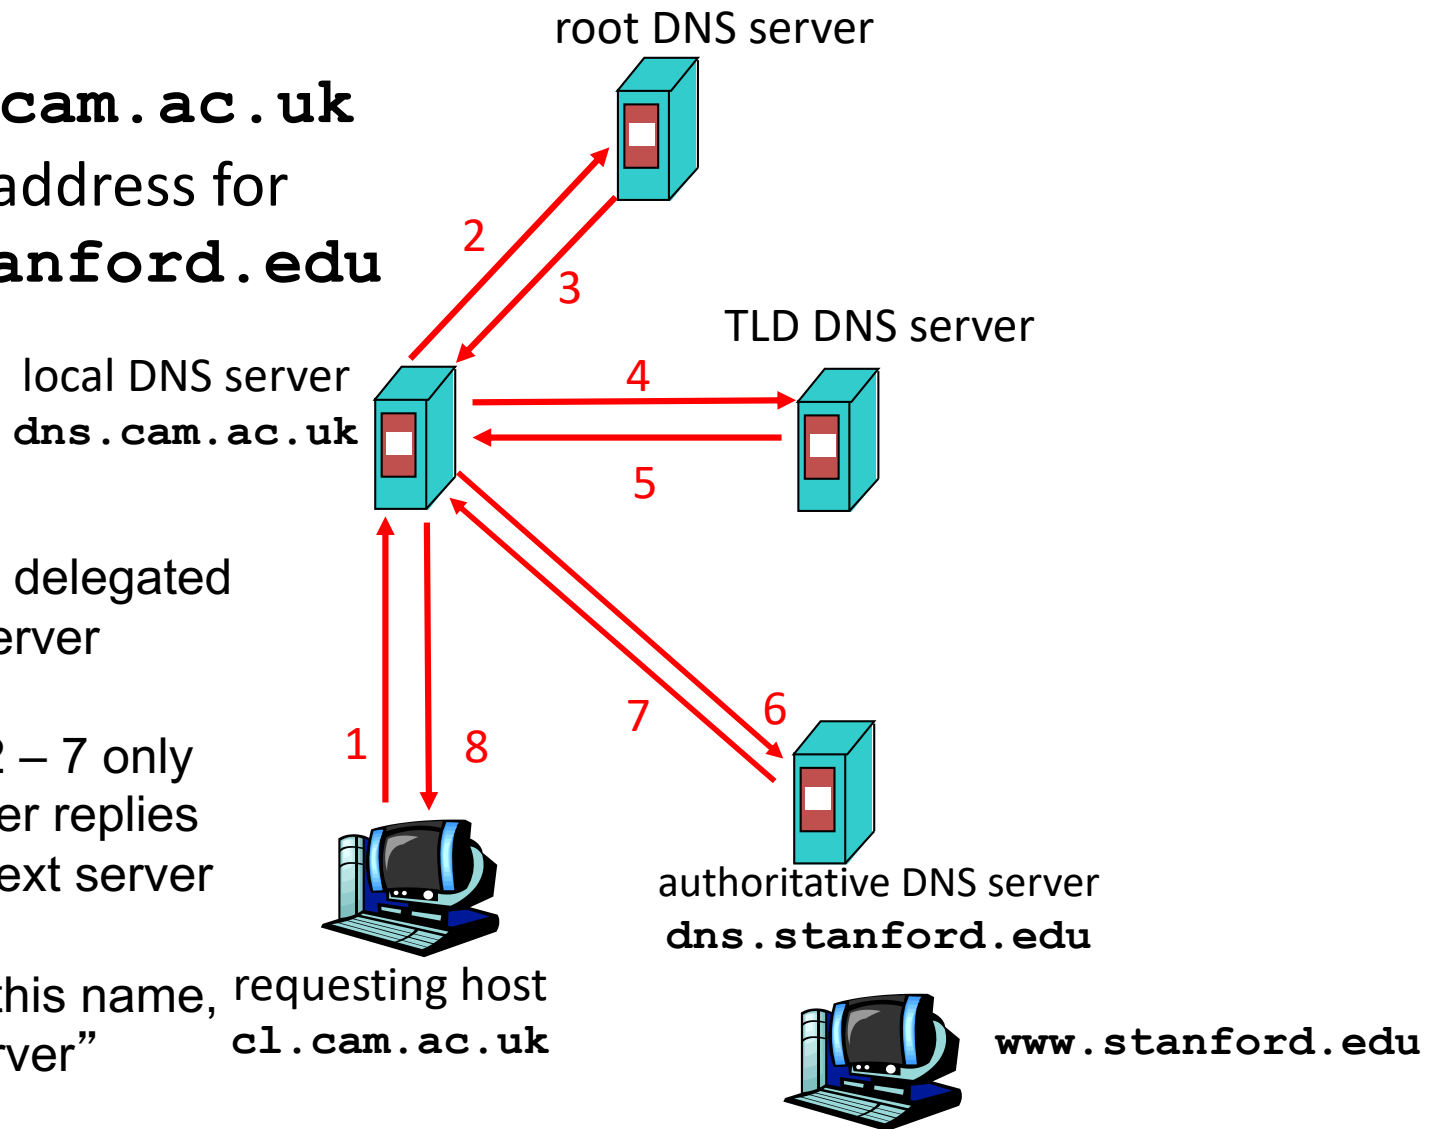 root DNS server
cam.ac.uk
address for
anford.edu
2
3
TLD DNS server
local DNS server
dns.cam.ac.uk
4
5
delegated
erver
2 – 7 only
er replies
ext server
1
8
7
6
authoritative DNS server
dns.stanford.edu
this name,
rver”
requesting host
cl.cam.ac.uk
www.stanford.edu